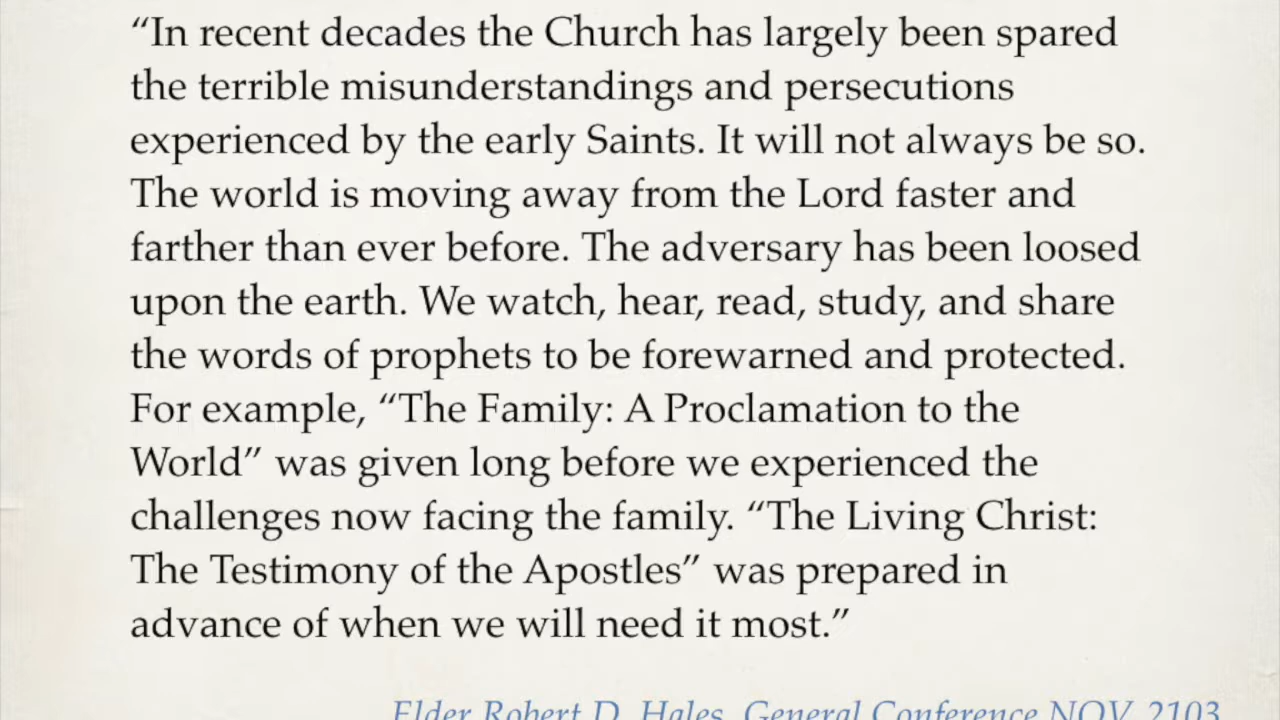 “In recent decades the Church has largely been spared
the terrible misunderstandings and persecutions
experienced by the early Saints. It will not always be so.
The world is moving away from the Lord faster and
farther than ever before. The adversary has been loosed
upon the earth. We watch, hear, read, study, and share
the words of prophets to be forewarned and protected.
For example, “The Family: A Proclamation to the
World” was given long before we experienced the
challenges now facing the family. “The Living Christ:
The Testimony of the Apostles” was prepared in
advance of when we will need it most.”
Elder Robert D. Hales, General Conference NOV. 2103